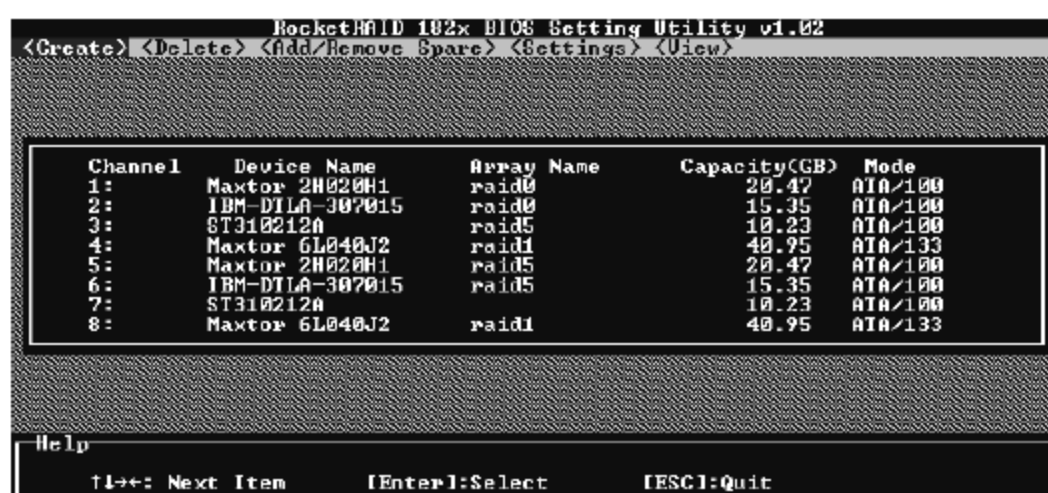 RocketRAID 182x BIOS Setting Utility v1.02
<Create> <Delete> <Add/Remove Spare> <Settings> <View>
Channel Device Name Array Name Capacity(GB) Mode
1: Maxtor 2H020H1 raid0 20.47 ATA/100
2: IBM-DTLA-307015 raid0 15.35 ATA/100
3: ST310212A raid5 10.23 ATA/100
4: Maxtor 6L040J2 raid1 40.95 ATA/133
5: Maxtor 2H020H1 raid5 20.47 ATA/100
6: IBM-DTLA-307015 raid5 15.35 ATA/100
7: ST310212A 10.23 ATA/100
8: Maxtor 6L040J2 raid1 40.95 ATA/133
Help
↑↓→←: Next Item [Enter]:Select [ESC]:Quit